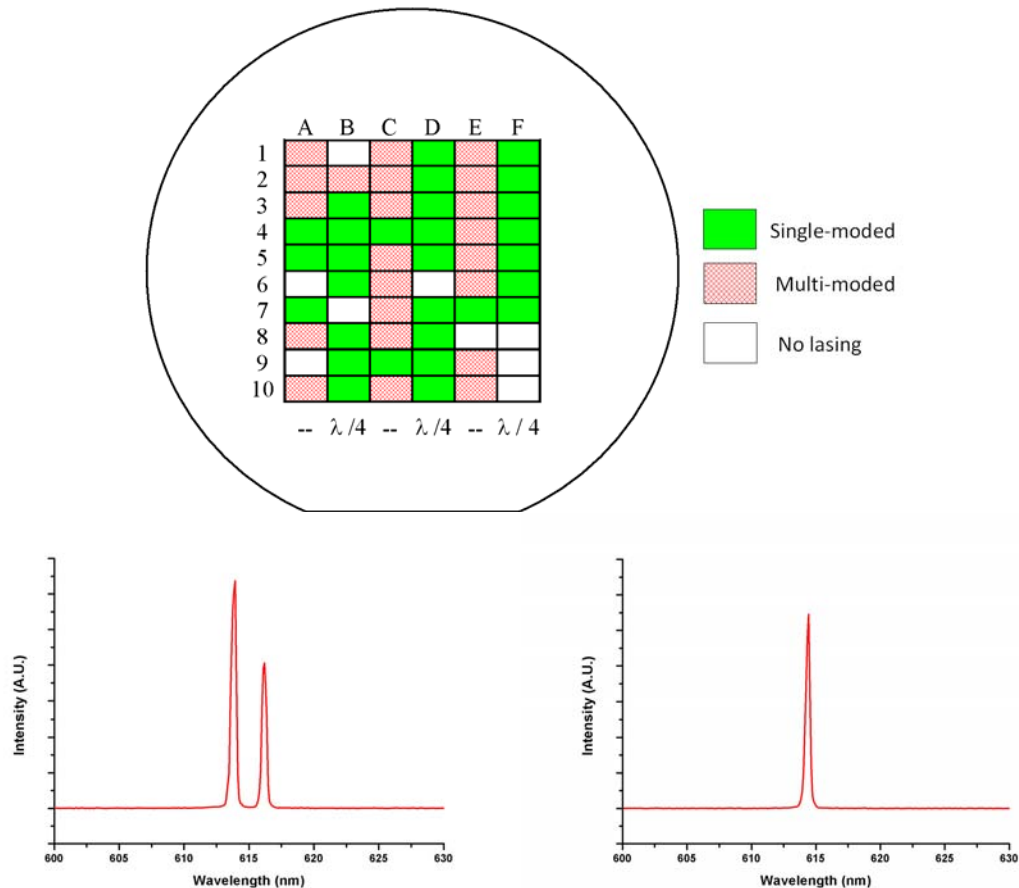 A B C D E F
1
2
3
4
5
6
7
8
9
10
-- λ /4 -- λ /4 -- λ / 4
Single-moded
Multi-moded
No lasing
Intensity (A.U.)
600 605 610 615 620 625 630
Wavelength (nm)
Intensity (A.U.)
600 605 610 615 620 625 630
Wavelength (nm)